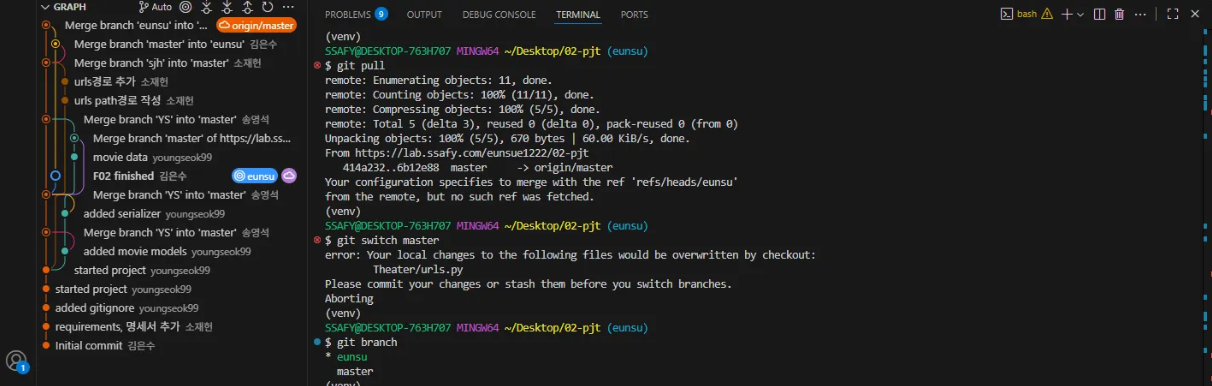 GRAPH
Auto
Merge branch 'eunsu' into '... origin/master
Merge branch 'master' into 'eunsu' 김은수
Merge branch 'sjh' into 'master' 소재헌
urls경로 추가 소재헌
urls path경로 작성 소재헌
Merge branch 'YS' into 'master' 송영석
Merge branch 'master' of https://lab.ss...
movie data youngseok99
F02 finished 김은수 eunsu
Merge branch 'YS' into 'master' 송영석
added serializer youngseok99
Merge branch 'YS' into 'master' 송영석
added movie models youngseok99
started project youngseok99
started project youngseok99
added gitignore youngseok99
requirements, 명세서 추가 소재헌
Initial commit 김은수
1
PROBLEMS 9 OUTPUT DEBUG CONSOLE TERMINAL PORTS
bash
(venv)
SSAFY@DESKTOP-763H707 MINGW64 ~/Desktop/02-pjt (eunsu)
$ git pull
remote: Enumerating objects: 11, done.
remote: Counting objects: 100% (11/11), done.
remote: Compressing objects: 100% (5/5), done.
remote: Total 5 (delta 3), reused 0 (delta 0), pack-reused 0 (from 0)
Unpacking objects: 100% (5/5), 670 bytes | 60.00 KiB/s, done.
From https://lab.ssafy.com/eunsue1222/02-pjt
414a232..6b12e88 master -> origin/master
Your configuration specifies to merge with the ref 'refs/heads/eunsu'
from the remote, but no such ref was fetched.
(venv)
SSAFY@DESKTOP-763H707 MINGW64 ~/Desktop/02-pjt (eunsu)
$ git switch master
error: Your local changes to the following files would be overwritten by checkout:
Theater/urls.py
Please commit your changes or stash them before you switch branches.
Aborting
(venv)
SSAFY@DESKTOP-763H707 MINGW64 ~/Desktop/02-pjt (eunsu)
$ git branch
* eunsu
master
(venv)